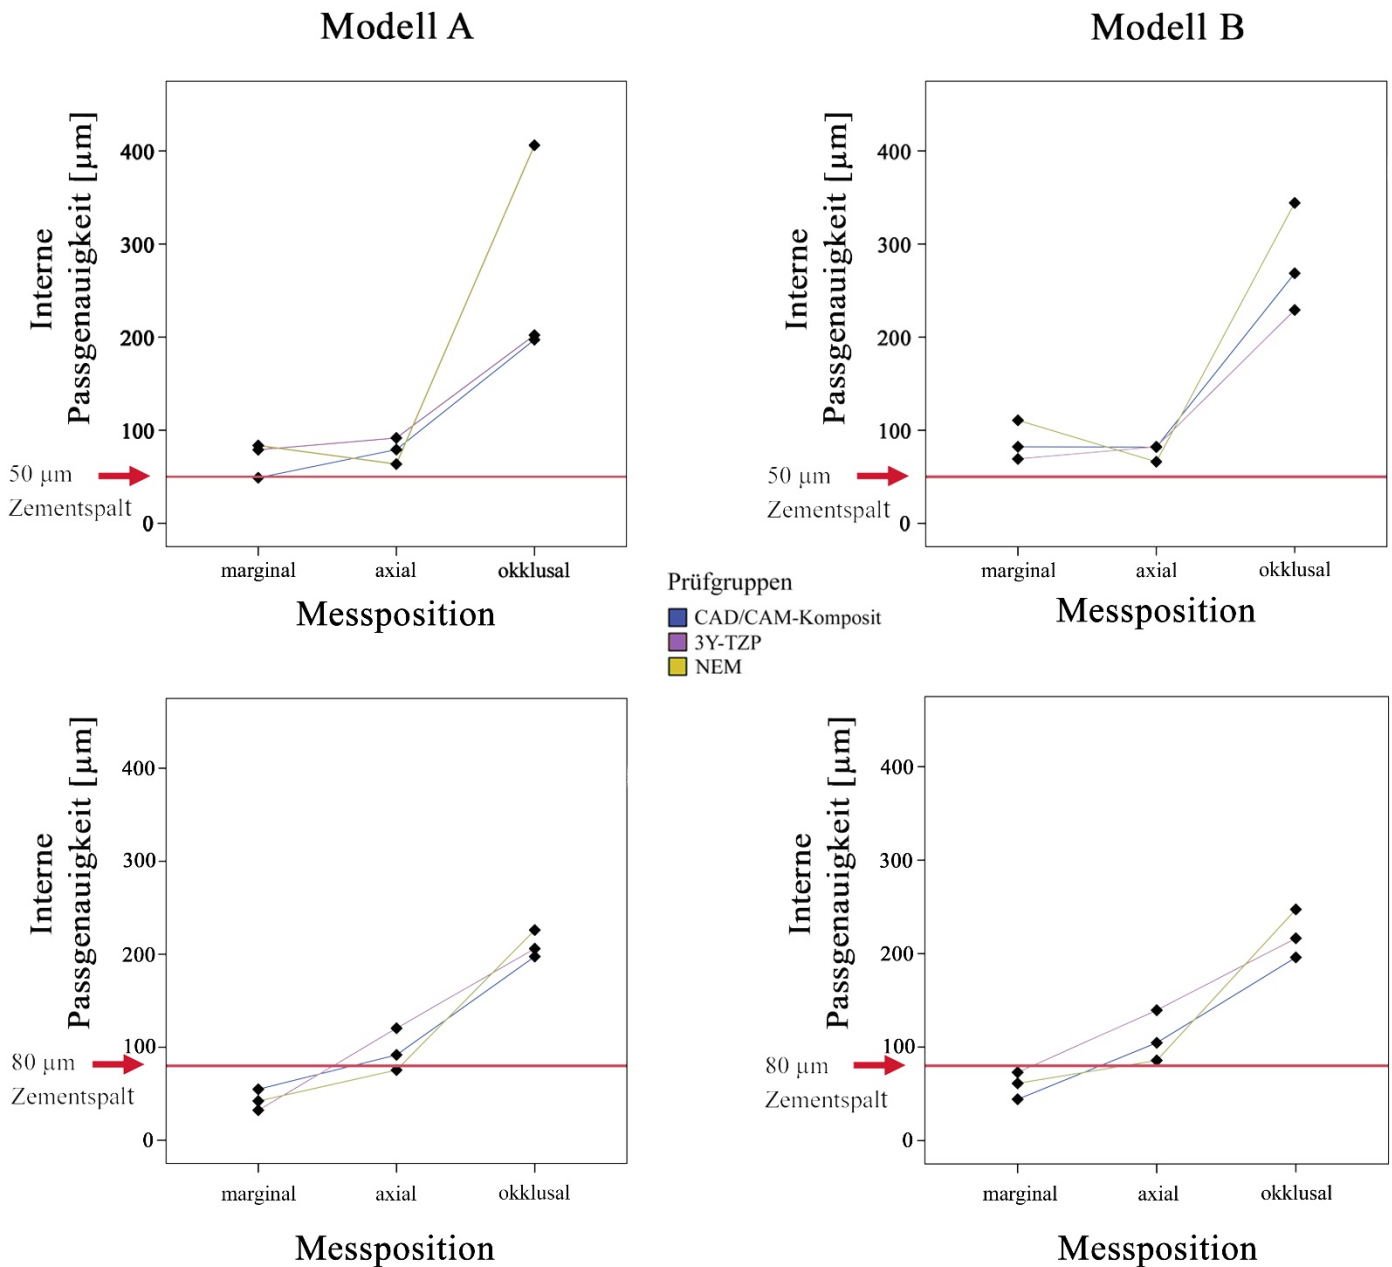 Modell A
Modell B
Interne
Passgenauigkeit [µm]
400
300
200
100
0
50 µm
Zementspalt
marginal
axial
okklusal
Messposition
Interne
Passgenauigkeit [µm]
400
300
200
100
0
50 µm
Zementspalt
marginal
axial
okklusal
Messposition
Prüfgruppen
CAD/CAM-Komposit
3Y-TZP
NEM
Interne
Passgenauigkeit [µm]
400
300
200
100
0
80 µm
Zementspalt
marginal
axial
okklusal
Messposition
Interne
Passgenauigkeit [µm]
400
300
200
100
0
80 µm
Zementspalt
marginal
axial
okklusal
Messposition